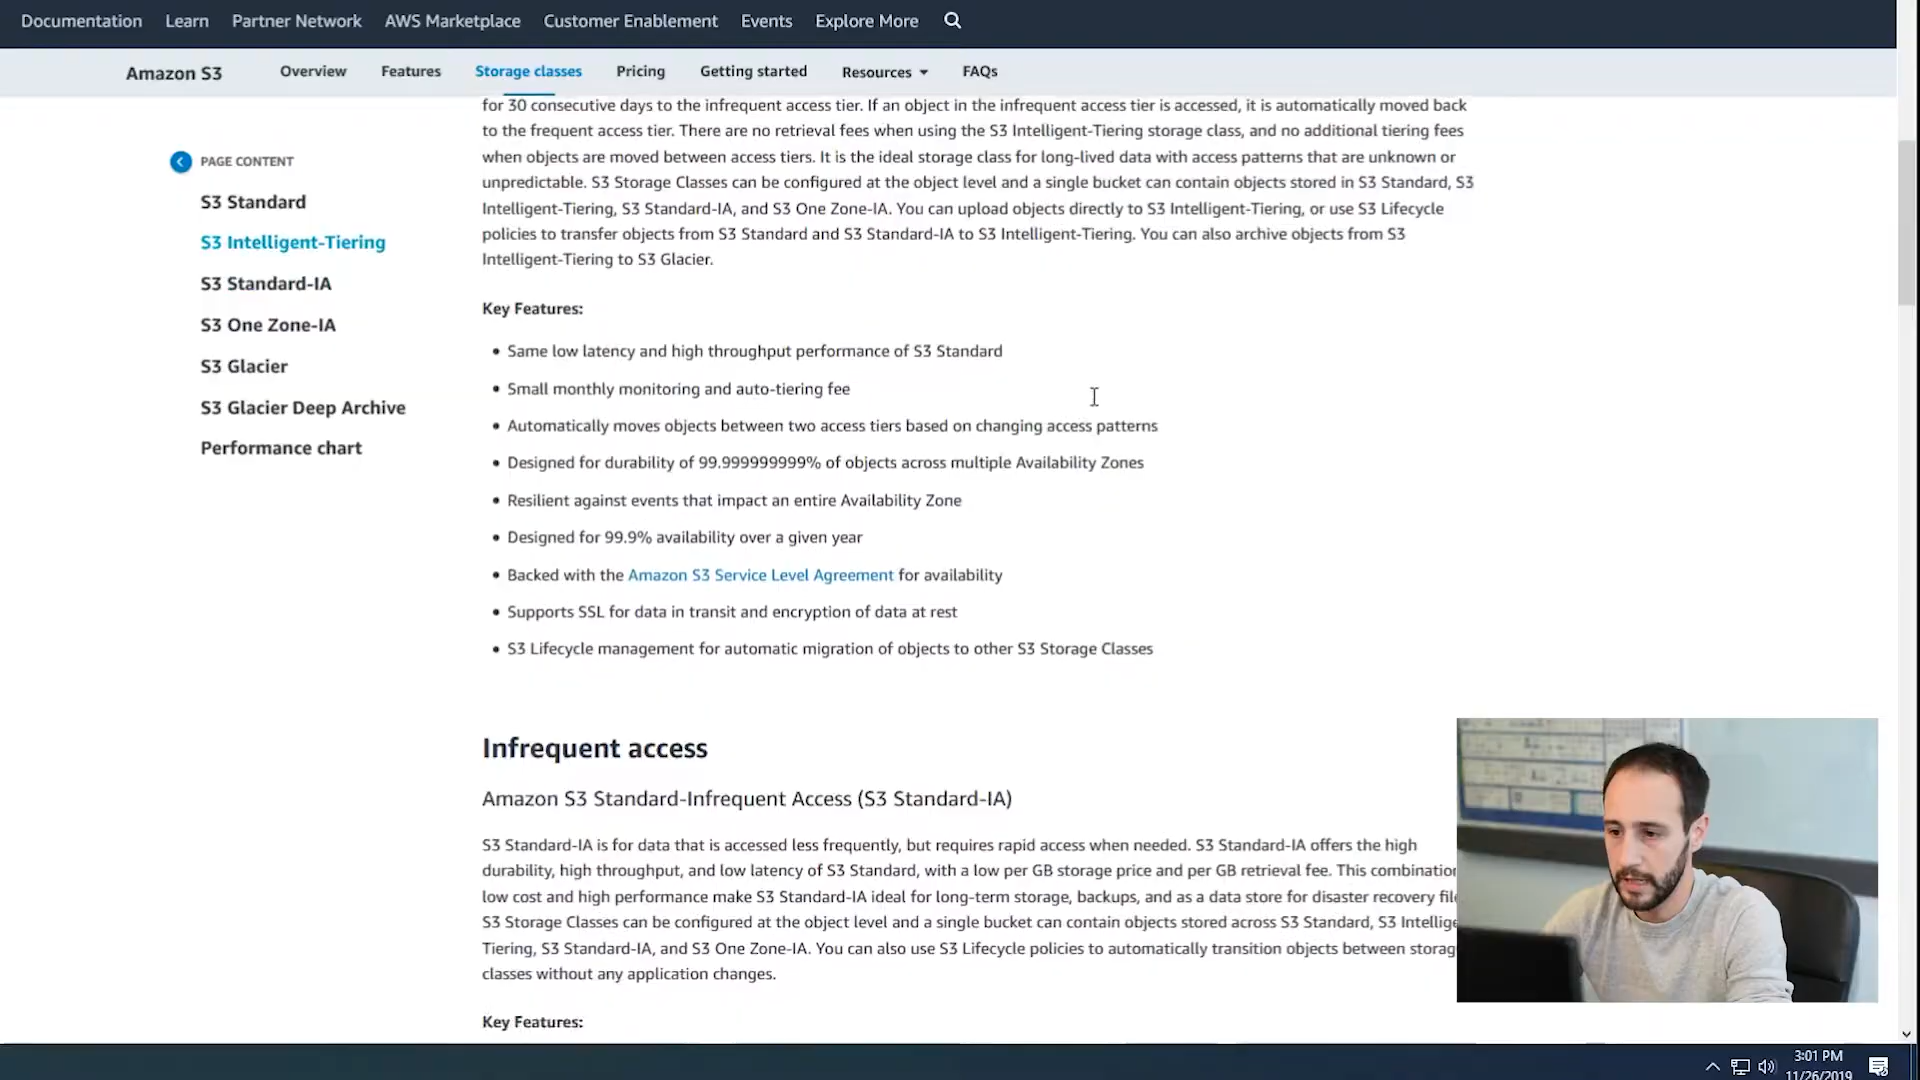 Documentation Learn Partner Network AWS Marketplace Customer Enablement Events Explore More
Amazon S3 Overview Features Storage classes Pricing Getting started Resources FAQs
PAGE CONTENT
S3 Standard
S3 Intelligent-Tiering
S3 Standard-IA
S3 One Zone-IA
S3 Glacier
S3 Glacier Deep Archive
Performance chart
for 30 consecutive days to the infrequent access tier. If an object in the infrequent access tier is accessed, it is automatically moved back
to the frequent access tier. There are no retrieval fees when using the S3 Intelligent-Tiering storage class, and no additional tiering fees
when objects are moved between access tiers. It is the ideal storage class for long-lived data with access patterns that are unknown or
unpredictable. S3 Storage Classes can be configured at the object level and a single bucket can contain objects stored in S3 Standard, S3
Intelligent-Tiering, S3 Standard-IA, and S3 One Zone-IA. You can upload objects directly to S3 Intelligent-Tiering, or use S3 Lifecycle
policies to transfer objects from S3 Standard and S3 Standard-IA to S3 Intelligent-Tiering. You can also archive objects from S3
Intelligent-Tiering to S3 Glacier.
Key Features:
• Same low latency and high throughput performance of S3 Standard
• Small monthly monitoring and auto-tiering fee
• Automatically moves objects between two access tiers based on changing access patterns
• Designed for durability of 99.999999999% of objects across multiple Availability Zones
• Resilient against events that impact an entire Availability Zone
• Designed for 99.9% availability over a given year
• Backed with the Amazon S3 Service Level Agreement for availability
• Supports SSL for data in transit and encryption of data at rest
• S3 Lifecycle management for automatic migration of objects to other S3 Storage Classes
Infrequent access
Amazon S3 Standard-Infrequent Access (S3 Standard-IA)
S3 Standard-IA is for data that is accessed less frequently, but requires rapid access when needed. S3 Standard-IA offers the high
durability, high throughput, and low latency of S3 Standard, with a low per GB storage price and per GB retrieval fee. This combination
low cost and high performance make S3 Standard-IA ideal for long-term storage, backups, and as a data store for disaster recovery
S3 Storage Classes can be configured at the object level and a single bucket can contain objects stored across S3 Standard, S3
Tiering, S3 Standard-IA, and S3 One Zone-IA. You can also use S3 Lifecycle policies to automatically transition objects between
classes without any application changes.
Key Features:
3:01 PM
11/26/2019